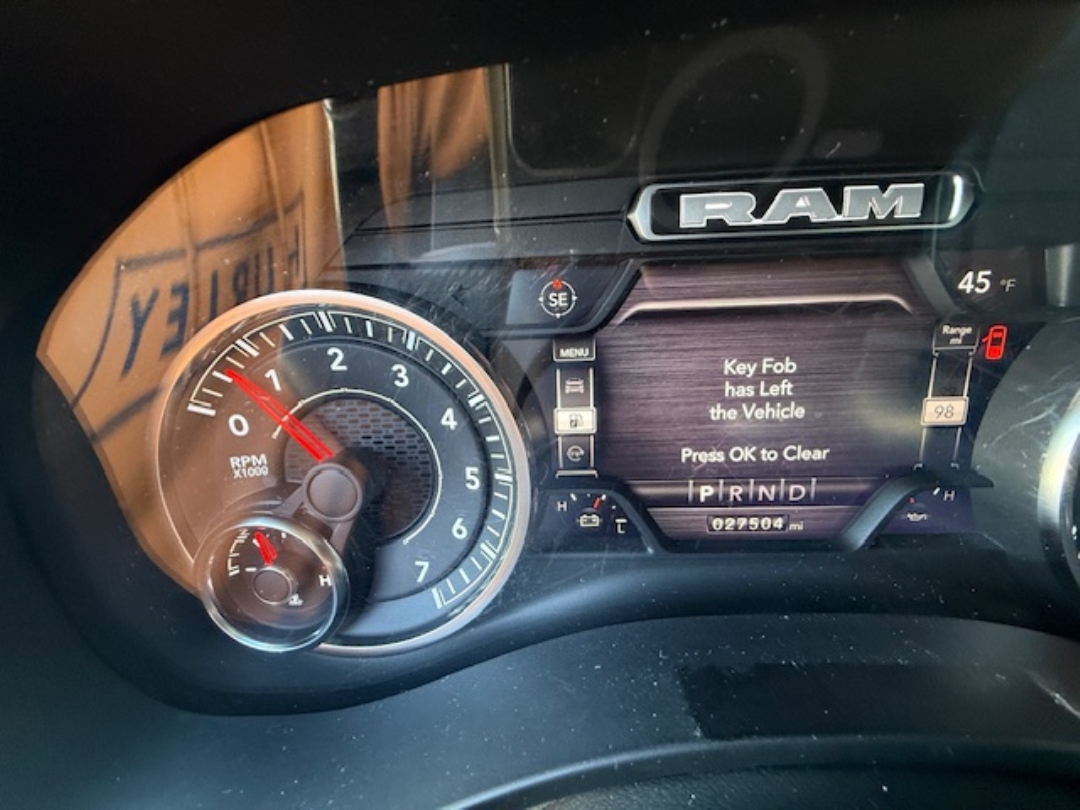 RAM
SE
45 °F
MENU
Range
mi
Key Fob
has Left
the Vehicle
98
Press OK to Clear
PRND
H
L
H
027504 mi
0
1
2
3
4
5
6
7
RPM
X1000
H